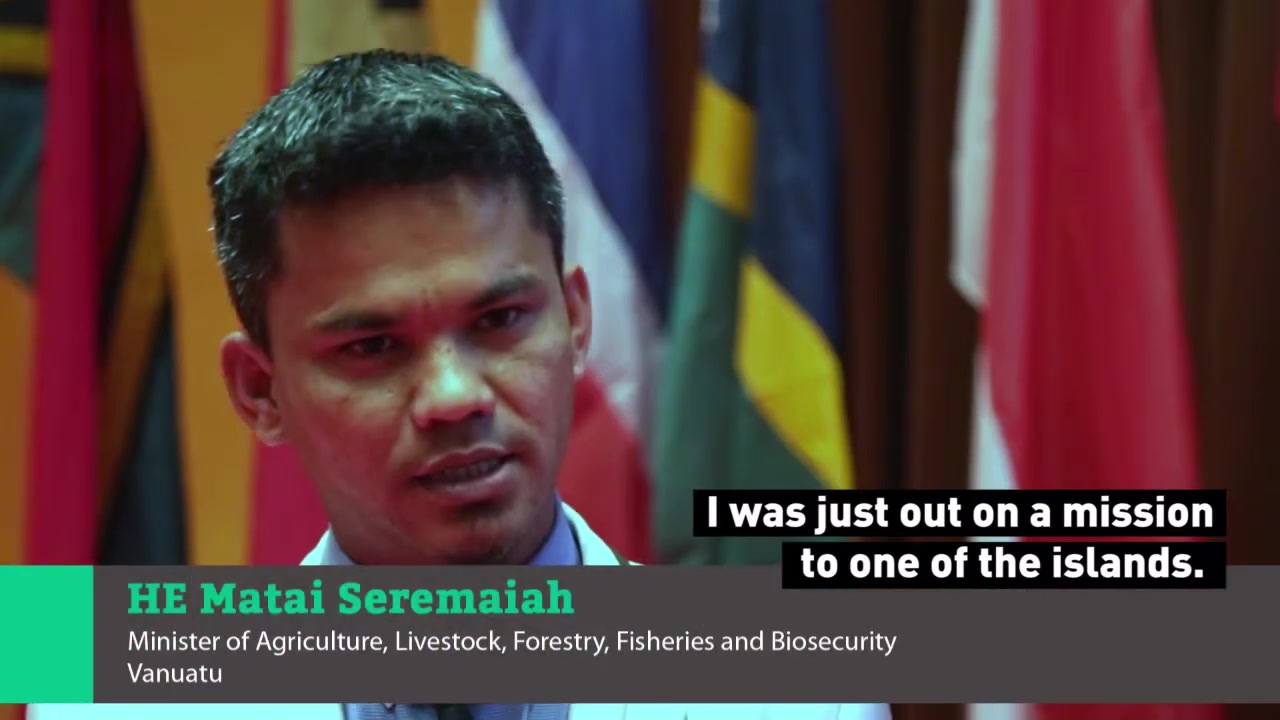 I was just out on a mission
to one of the islands.
HE Matai Seremaiah
Minister of Agriculture, Livestock, Forestry, Fisheries and Biosecurity
Vanuatu